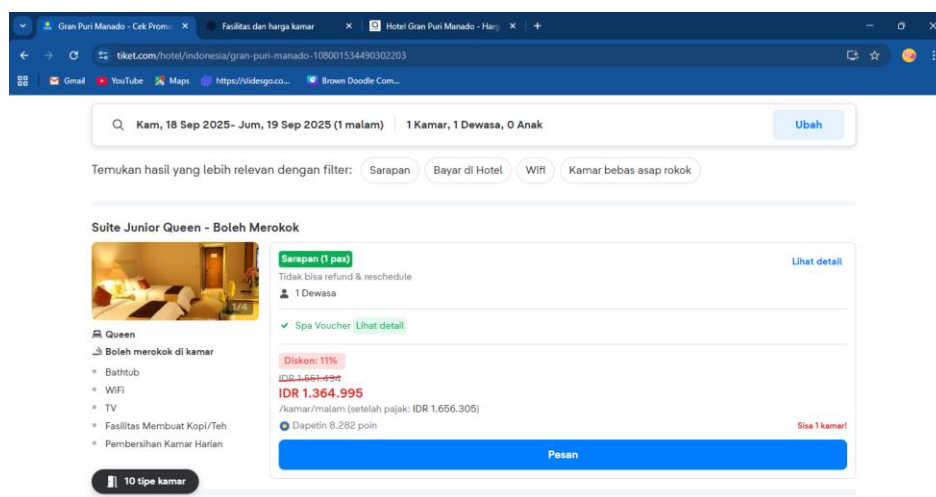 Gran Puri Manado - Cek Promo
Fasilitas dan harga kamar
Hotel Gran Puri Manado - Harg
tiket.com/hotel/indonesia/gran-puri-manado-108001534490302203
Gmail
YouTube
Maps
https://slidesgo.co...
Brown Doodle Com...
Kam, 18 Sep 2025- Jum, 19 Sep 2025 (1 malam)
1 Kamar, 1 Dewasa, 0 Anak
Ubah
Temukan hasil yang lebih relevan dengan filter:
Sarapan
Bayar di Hotel
Wifi
Kamar bebas asap rokok
Suite Junior Queen - Boleh Merokok
1/4
Queen
Boleh merokok di kamar
Bathtub
WiFi
TV
Fasilitas Membuat Kopi/Teh
Pembersihan Kamar Harian
10 tipe kamar
Sarapan (1 pax)
Lihat detail
Tidak bisa refund & reschedule
1 Dewasa
Spa Voucher Lihat detail
Diskon: 11%
IDR 1.551.494
IDR 1.364.995
/kamar/malam (setelah pajak: IDR 1.656.305)
Dapetin 8.282 poin
Sisa 1 kamar!
Pesan